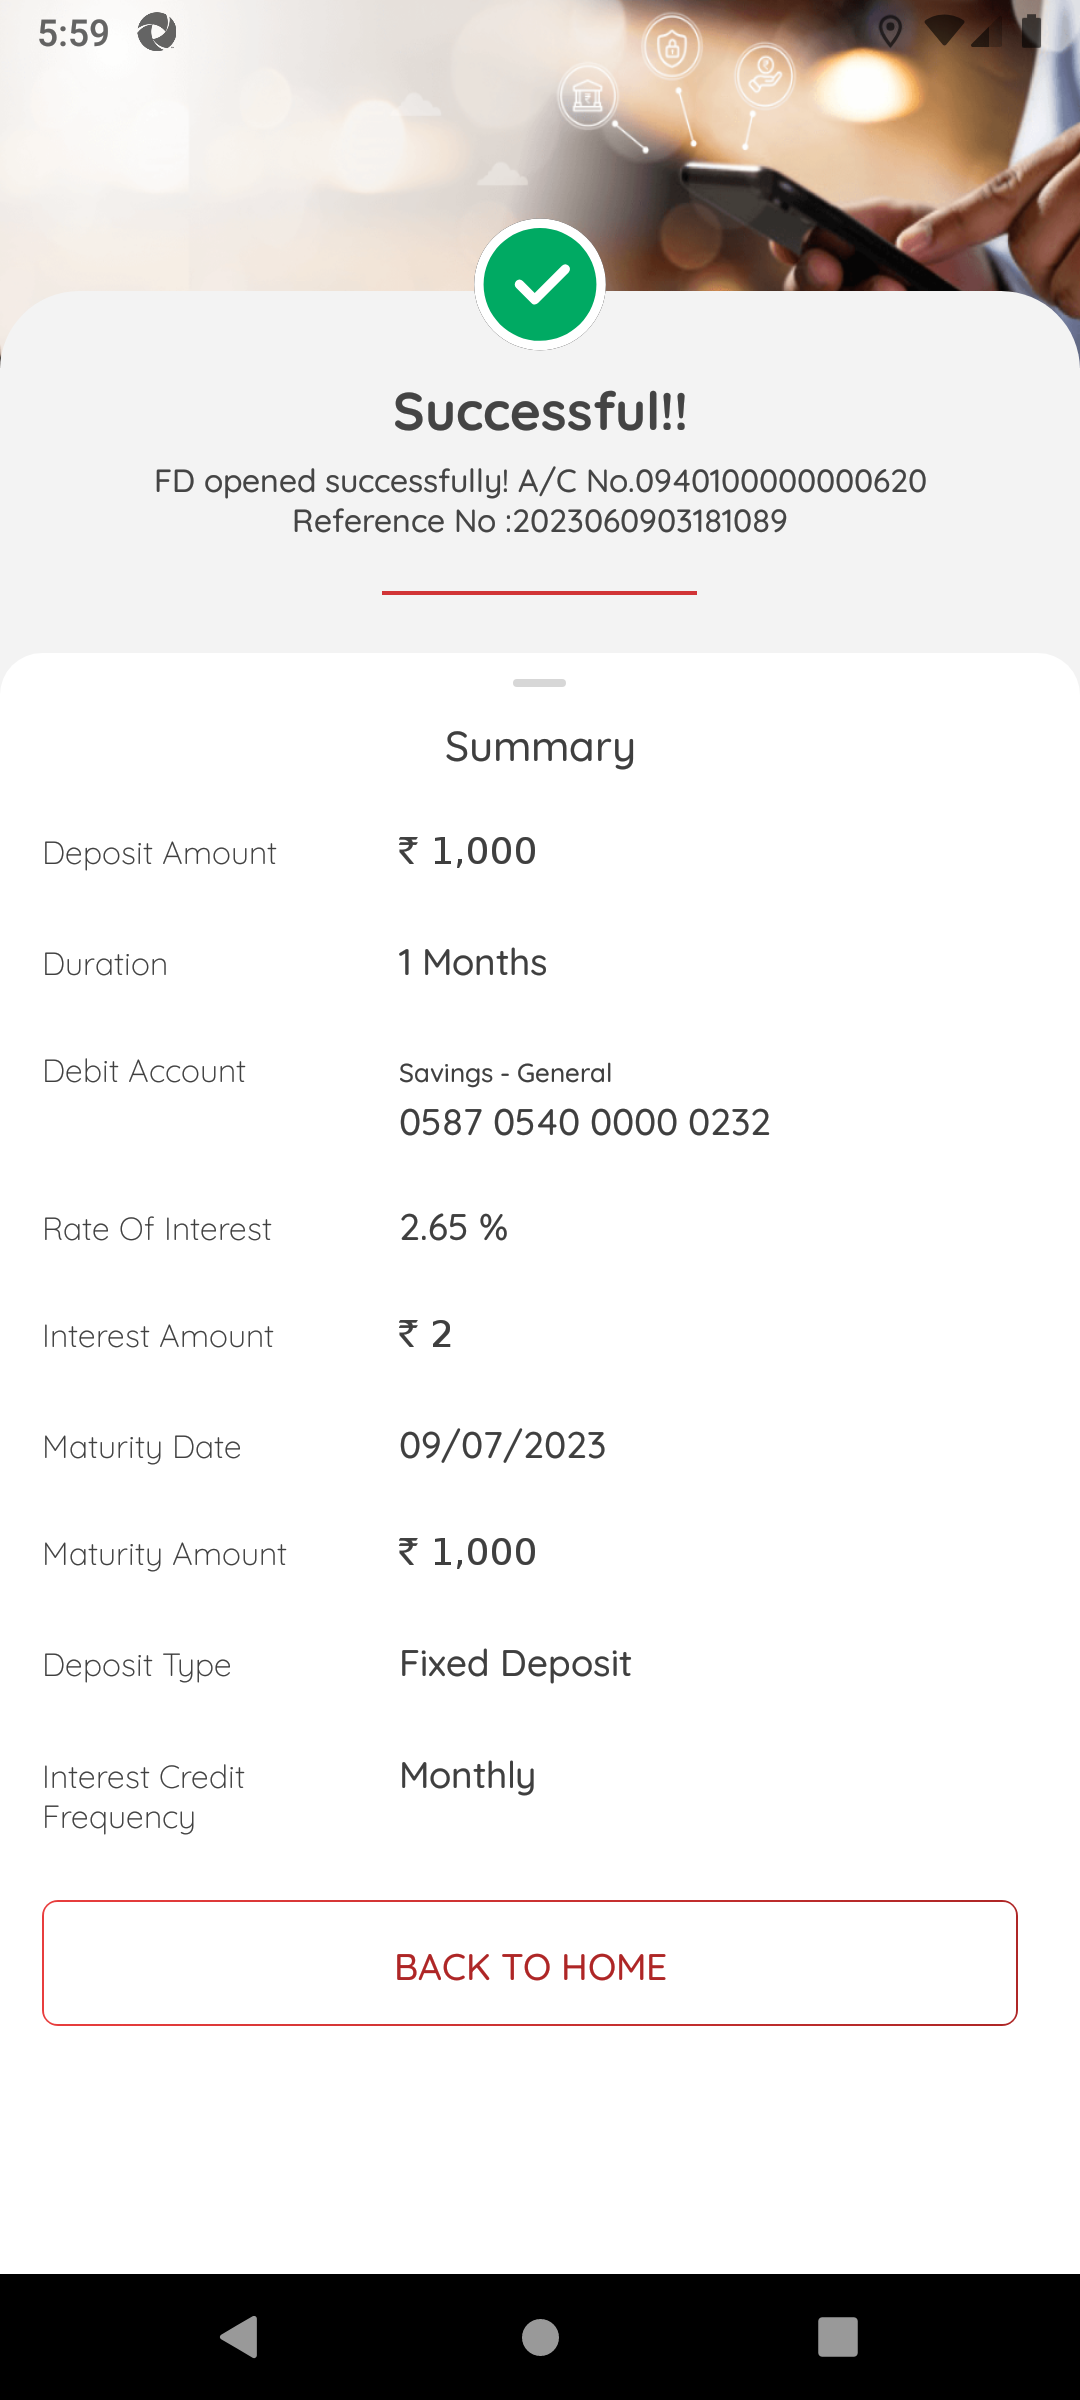 5:59
Successful!!
FD opened successfully! A/C No.0940100000000620
Reference No :2023060903181089
Summary
Deposit Amount ₹ 1,000
Duration 1 Months
Debit Account Savings - General
0587 0540 0000 0232
Rate Of Interest 2.65 %
Interest Amount ₹ 2
Maturity Date 09/07/2023
Maturity Amount ₹ 1,000
Deposit Type Fixed Deposit
Interest Credit Monthly
Frequency
BACK TO HOME